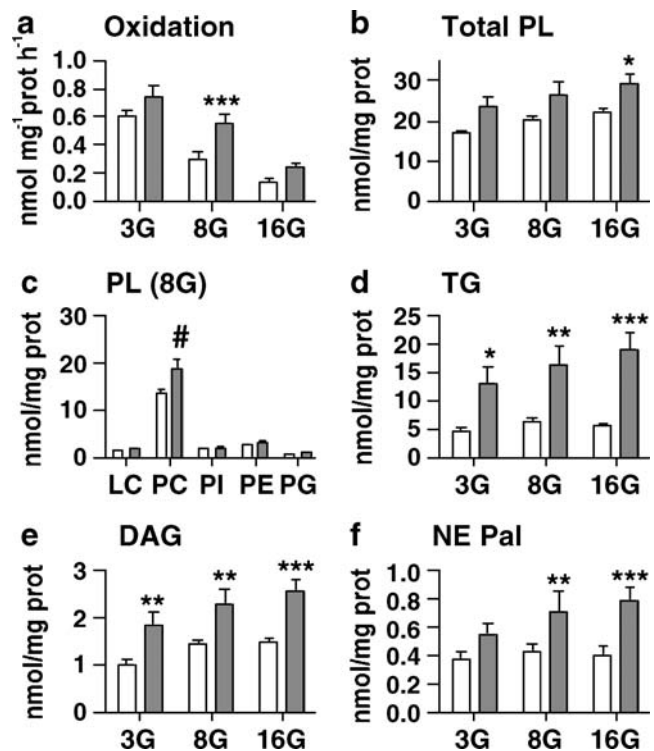 a Oxidation
nmol mg⁻¹prot h⁻¹
1.0
0.8
0.6
0.4
0.2
0.0
***
3G 8G 16G
b Total PL
nmol/mg prot
30
20
10
0
*
3G 8G 16G
c PL (8G)
nmol/mg prot
30
20
10
0
#
LC PC PI PE PG
d TG
nmol/mg prot
25
20
15
10
5
0
* ** ***
3G 8G 16G
e DAG
nmol/mg prot
3
2
1
0
** ** ***
3G 8G 16G
f NE Pal
nmol/mg prot
1.0
0.8
0.6
0.4
0.2
0.0
** ***
3G 8G 16G